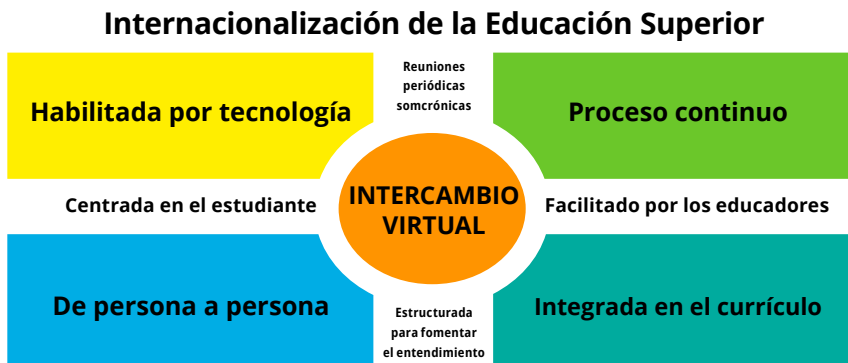 Internacionalización de la Educación Superior
Reuniones
periódicas
somcrónicas
Habilitada por tecnología
Proceso continuo
Centrada en el estudiante
INTERCAMBIO
VIRTUAL
Facilitado por los educadores
De persona a persona
Estructurada
para fomentar
el entendimiento
Integrada en el currículo